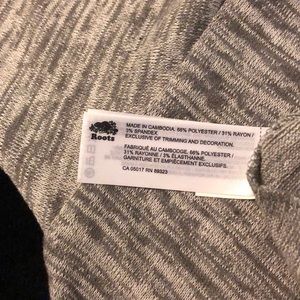 Roots
MADE IN CAMBODIA. 66% POLYESTER / 31% RAYON /
3% SPANDEX
EXCLUSIVE OF TRIMMING AND DECORATION.
FABRIQUÉ AU CAMBODGE. 66% POLYESTER /
31% RAYONNE / 3% ÉLASTHANNE.
GARNITURE ET EMPIÈCEMENT EXCLUSIFS.
CA 05017 RN 89323